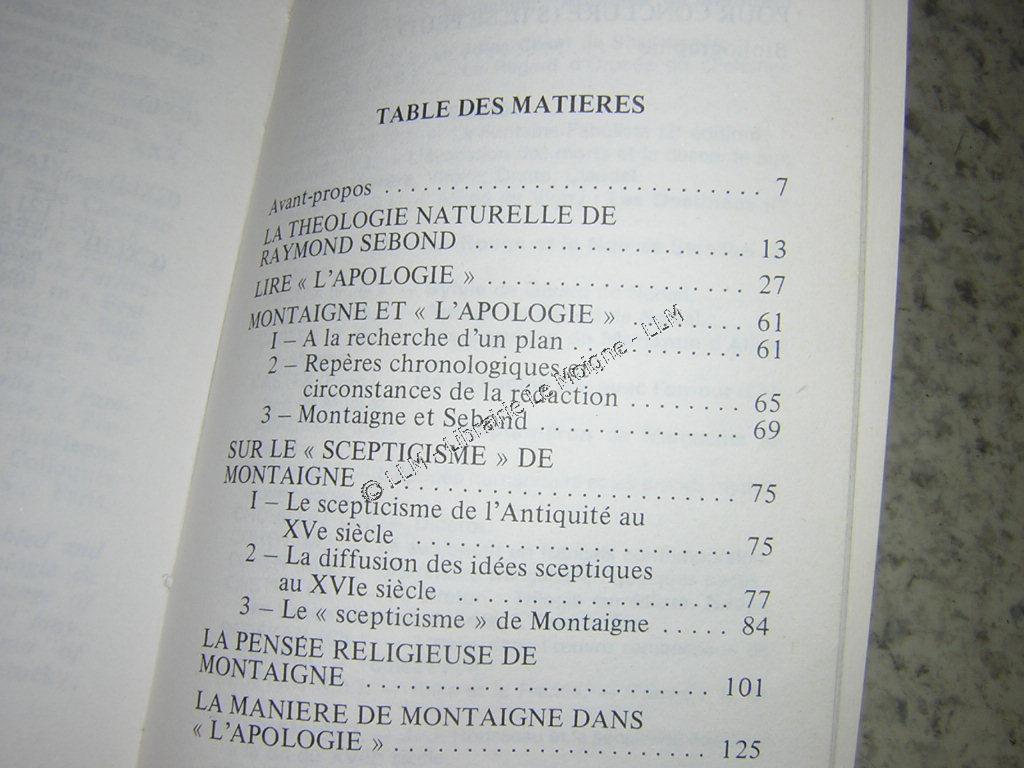 TABLE DES MATIERES
Avant-propos ............................ 7
LA THEOLOGIE NATURELLE DE
RAYMOND SEBOND ..................... 13
LIRE « L'APOLOGIE » ..................... 27
MONTAIGNE ET « L'APOLOGIE » ........ 61
I – A la recherche d'un plan ............... 61
2 – Repères chronologiques,
circonstances de la rédaction ......... 65
3 – Montaigne et Sebond ................ 69
SUR LE « SCEPTICISME » DE
MONTAIGNE ............................ 75
I – Le scepticisme de l'Antiquité au
XVe siècle ........................ 75
2 – La diffusion des idées sceptiques
au XVIe siècle ..................... 77
3 – Le « scepticisme » de Montaigne ..... 84
LA PENSÉE RELIGIEUSE DE
MONTAIGNE ........................... 101
LA MANIERE DE MONTAIGNE DANS
« L'APOLOGIE » ........................ 125
© LLM - Librairie Le Moigne - LLM